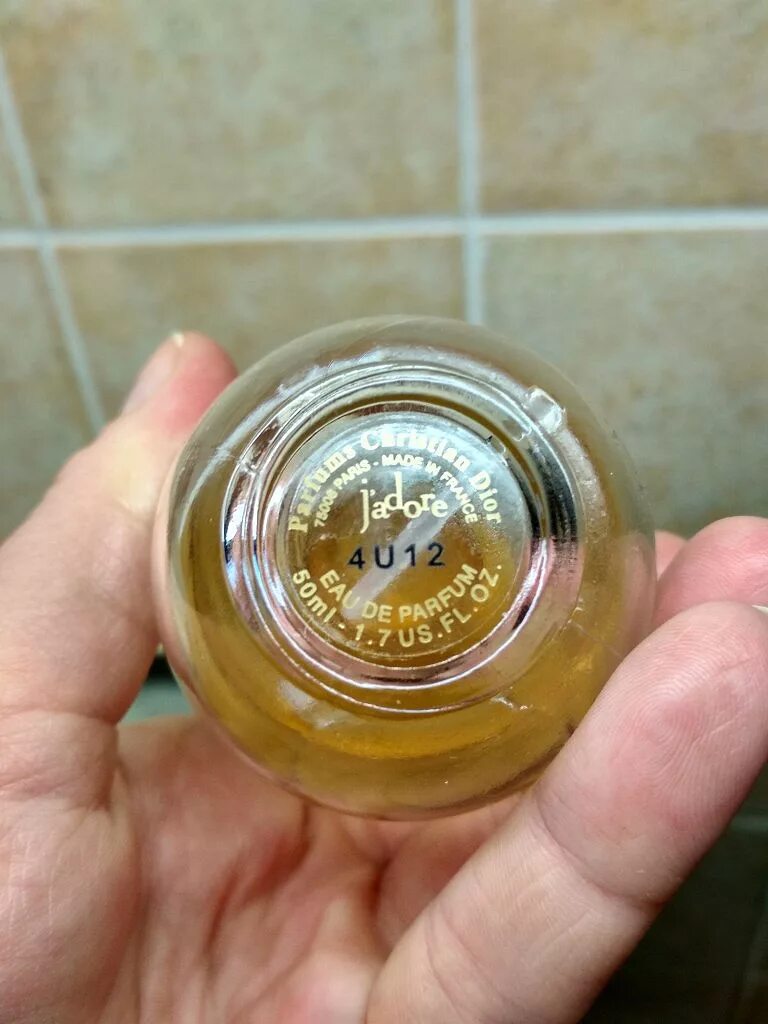 Parfums Christian Dior
75008 PARIS - MADE IN FRANCE
j'adore
4U12
EAU DE PARFUM
50ml - 1.7 US.FL.OZ.